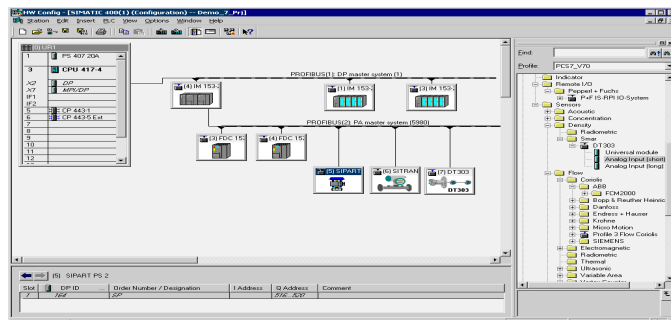 HW Config - [SIMATIC 400(1) (Configuration) -- Demo_7_Prj]
Station Edit Insert PLC View Options Window Help
(0) UR1
1 PS 407 20A
3 CPU 417-4
X2 DP
X1 MPI/DP
IF1
IF2
5 CP 443-1
6 CP 443-5 Ext
7
8
9
10
11
12
PROFIBUS(1): DP master system (1)
(4) IM 153-
(1) IM 153-
(3) IM 153-
PROFIBUS(2): PA master system (5980)
(3) FDC 15
(4) FDC 15
(5) SIPART
(6) SITRAN
(7) DT303
DT303
Find:
Profile: PCS7_V70
Indicator
Remote I/O
Pepperl + Fuchs
P+F IS-RPI IO-System
Sensors
Acoustic
Concentration
Density
Radiometric
Smar
DT303
Universal module
Analog Input (short)
Analog Input (long)
Flow
Coriolis
ABB
FCM2000
Bopp & Reuther Heinric
Danfoss
Endress + Hauser
Krohne
Micro Motion
Profile 3 Flow Coriolis
SIEMENS
Electromagnetic
Radiometric
Thermal
Ultrasonic
Variable Area
Vortex Counter
(5) SIPART PS 2
Slot DP ID ... Order Number / Designation I Address Q Address Comment
1 164 SP 516...520